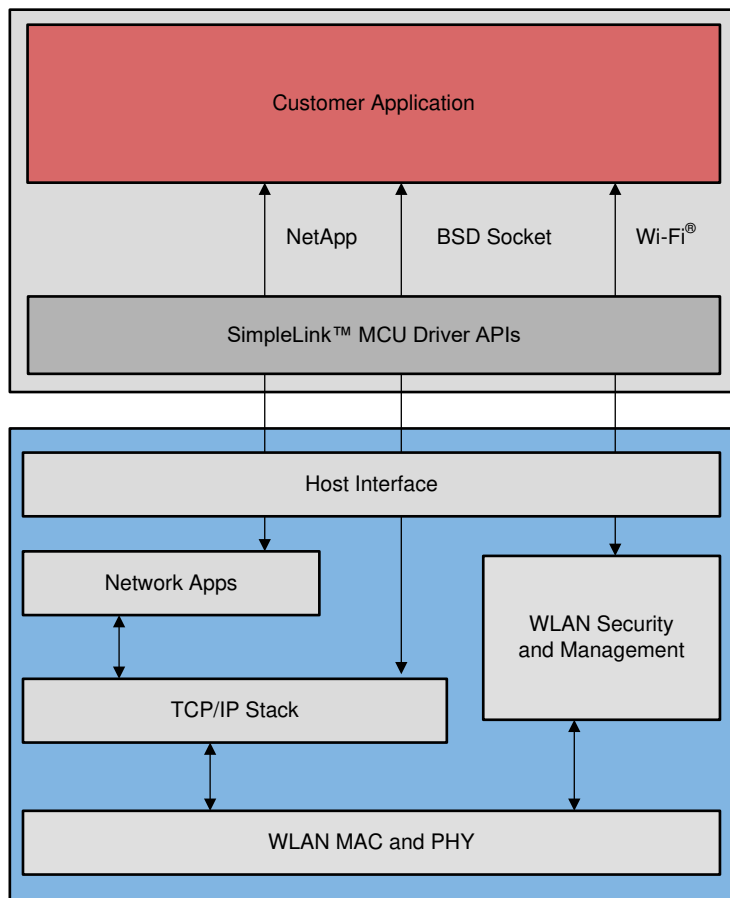 Customer Application
NetApp
BSD Socket
Wi-Fi®
SimpleLink™ MCU Driver APIs
Host Interface
Network Apps
WLAN Security
and Management
TCP/IP Stack
WLAN MAC and PHY